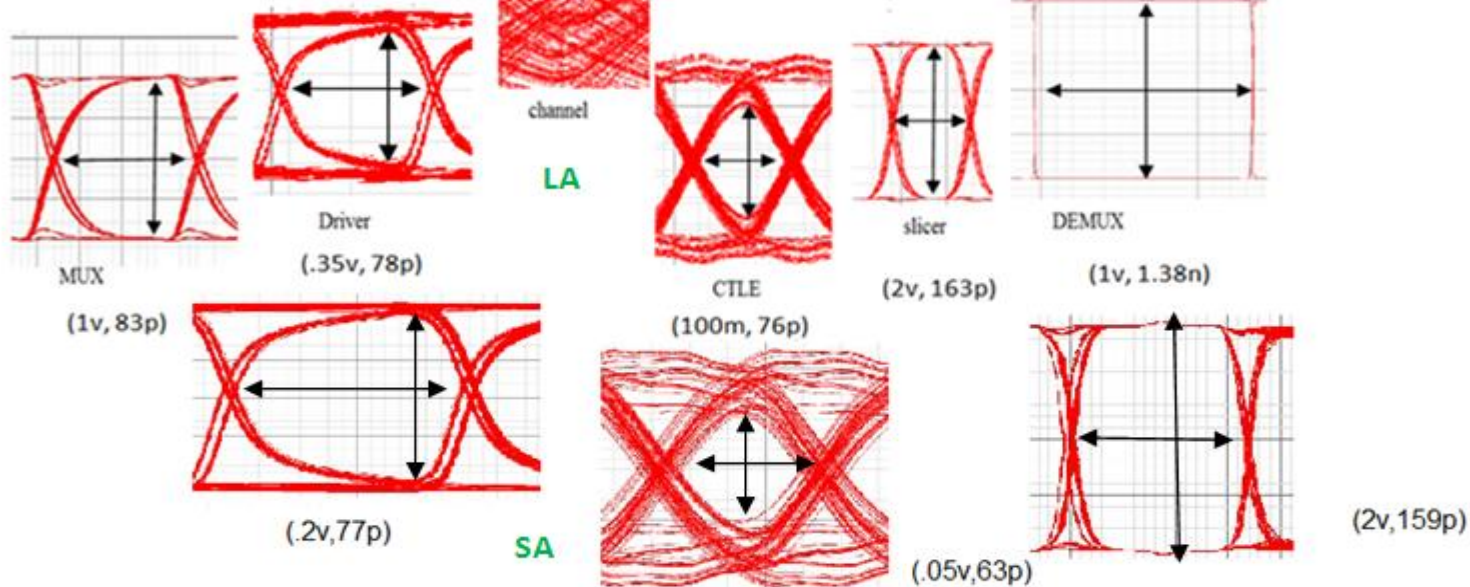 channel
LA
Driver
(.35v, 78p)
MUX
(1v, 83p)
CTLE
(100m, 76p)
slicer
(2v, 163p)
DEMUX
(1v, 1.38n)
(.2v,77p)
SA
(.05v,63p)
(2v,159p)